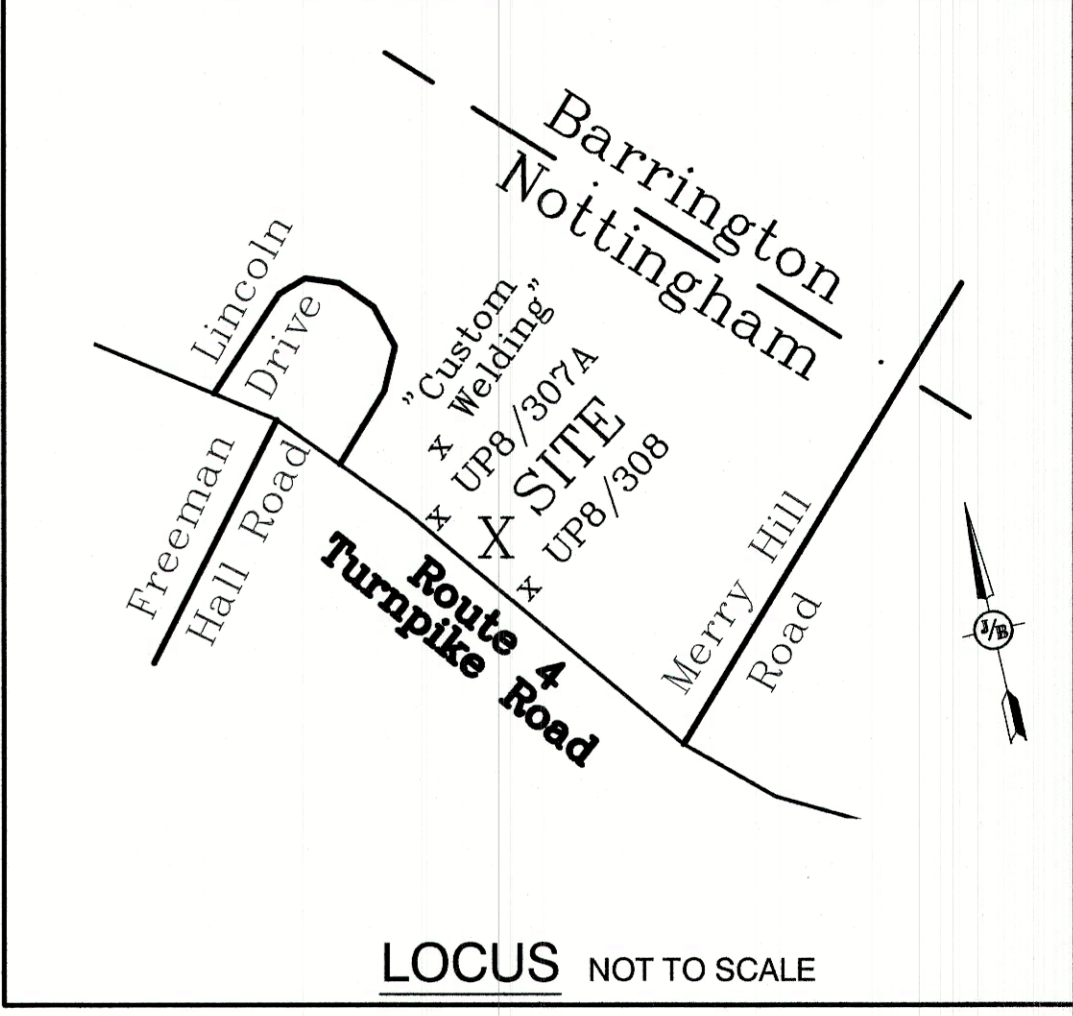 Barrington
Nottingham
Lincoln
Drive
"Custom
x Welding"
x UP8/307A
X SITE
x UP8/308
Freeman
Hall Road
Route 4
Turnpike Road
Merry Hill
Road
J/B
LOCUS NOT TO SCALE